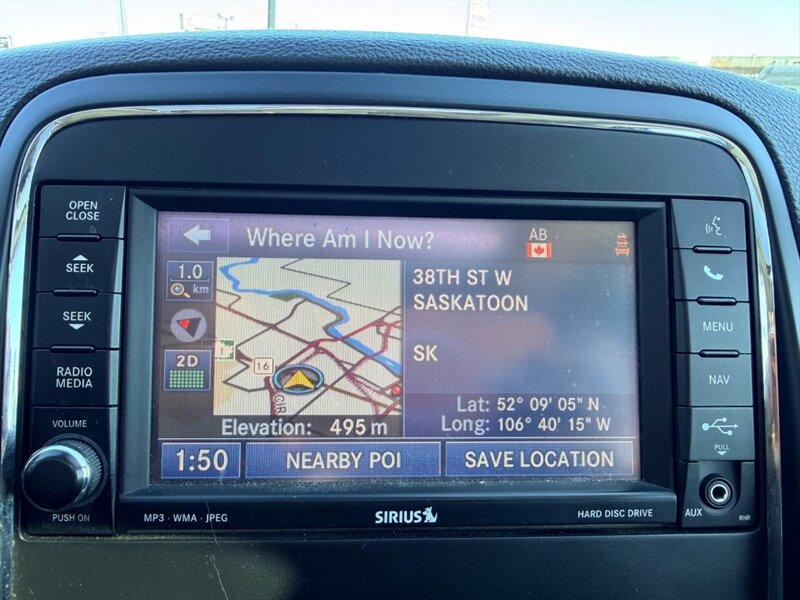 OPEN
CLOSE
SEEK
SEEK
RADIO
MEDIA
VOLUME
PUSH ON
Where Am I Now?
AB
1.0
km
2D
16
CIR
38TH ST W
SASKATOON
SK
Lat: 52° 09' 05" N
Long: 106° 40' 15" W
Elevation: 495 m
1:50
NEARBY POI
SAVE LOCATION
MP3 · WMA · JPEG
SIRIUS
HARD DISC DRIVE
MENU
NAV
PULL
AUX
RHR